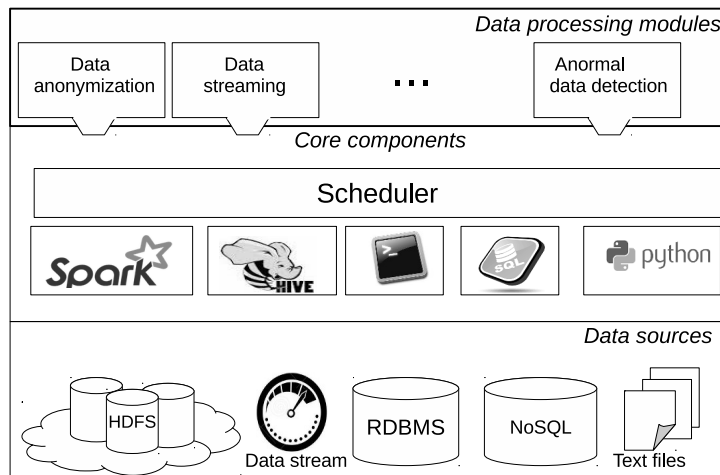 Data processing modules
Data
anonymization
Data
streaming
...
Anormal
data detection
Core components
Scheduler
Spark
HIVE
>_
SQL
python
Data sources
HDFS
Data stream
RDBMS
NoSQL
Text files